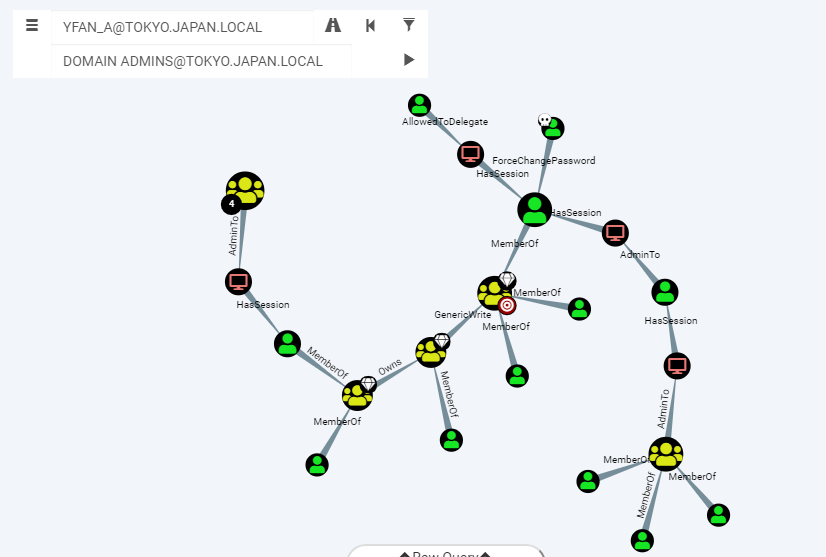 YFAN_A@TOKYO.JAPAN.LOCAL
DOMAIN ADMINS@TOKYO.JAPAN.LOCAL
AllowedToDelegate
ForceChangePassword
HasSession
HasSession
4
AdminTo
MemberOf
AdminTo
MemberOf
HasSession
GenericWrite
HasSession
MemberOf
MemberOf
Owns
MemberOf
AdminTo
MemberOf
MemberOf
MemberOf
MemberOf
Raw Query